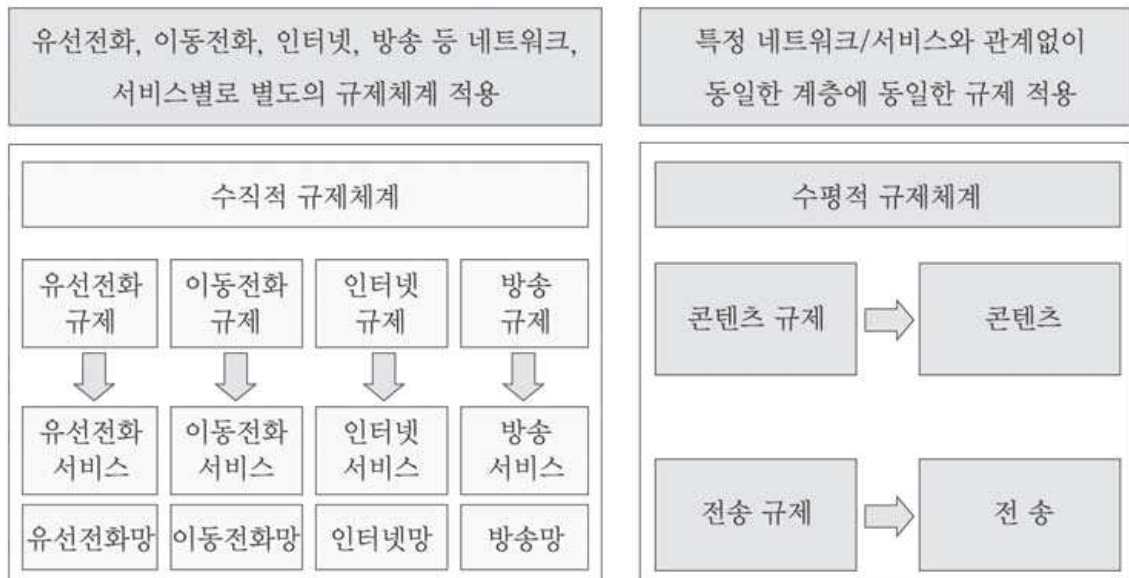 유선전화, 이동전화, 인터넷, 방송 등 네트워크,
서비스별로 별도의 규제체계 적용
수직적 규제체계
유선전화
규제
이동전화
규제
인터넷
규제
방송
규제
유선전화
서비스
이동전화
서비스
인터넷
서비스
방송
서비스
유선전화망
이동전화망
인터넷망
방송망
특정 네트워크/서비스와 관계없이
동일한 계층에 동일한 규제 적용
수평적 규제체계
콘텐츠 규제
콘텐츠
전송 규제
전 송